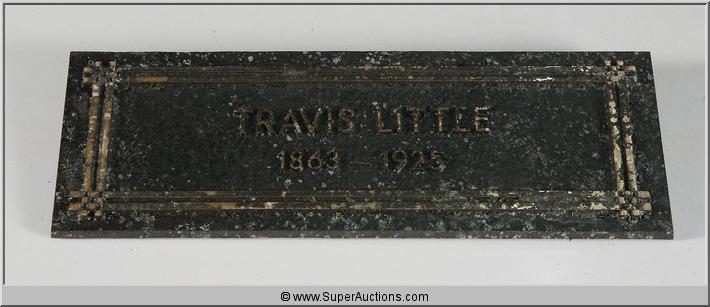 TRAVIS LITTLE
1863 – 1925
© www.SuperAuctions.com